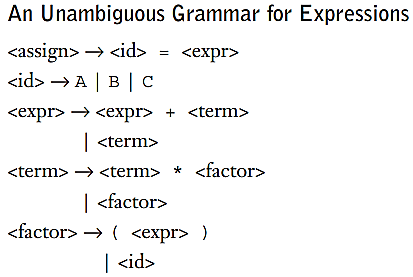 An Unambiguous Grammar for Expressions
<assign> → <id> = <expr>
<id> → A | B | C
<expr> → <expr> + <term>
| <term>
<term> → <term> * <factor>
| <factor>
<factor> → ( <expr> )
| <id>